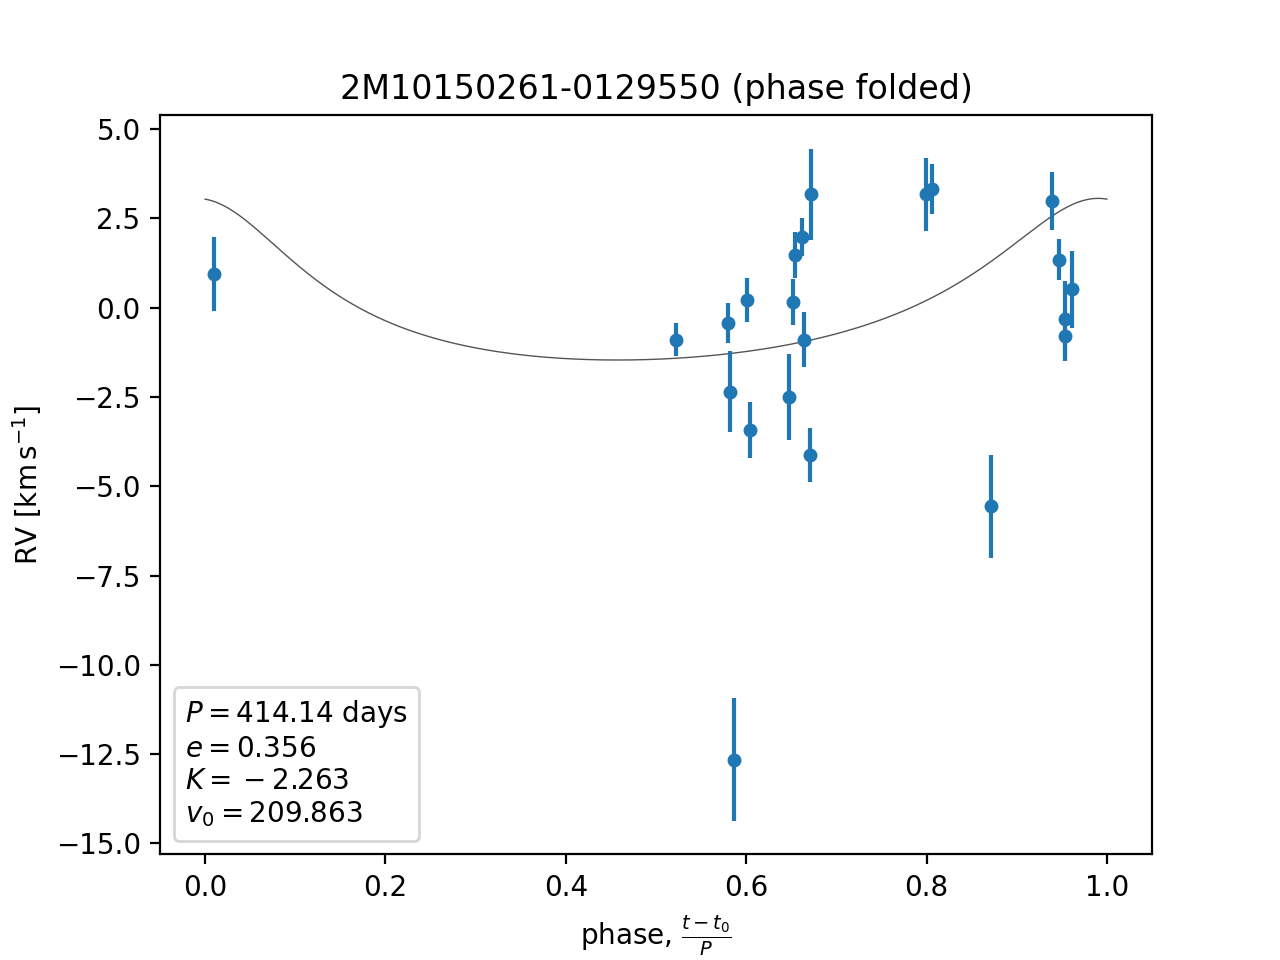 2M10150261-0129550 (phase folded)
RV [km s⁻¹]
5.0
2.5
0.0
−2.5
−5.0
−7.5
−10.0
−12.5
−15.0
P = 414.14 days
e = 0.356
K = −2.263
v₀ = 209.863
0.0 0.2 0.4 0.6 0.8 1.0
phase, (t − t₀)/P